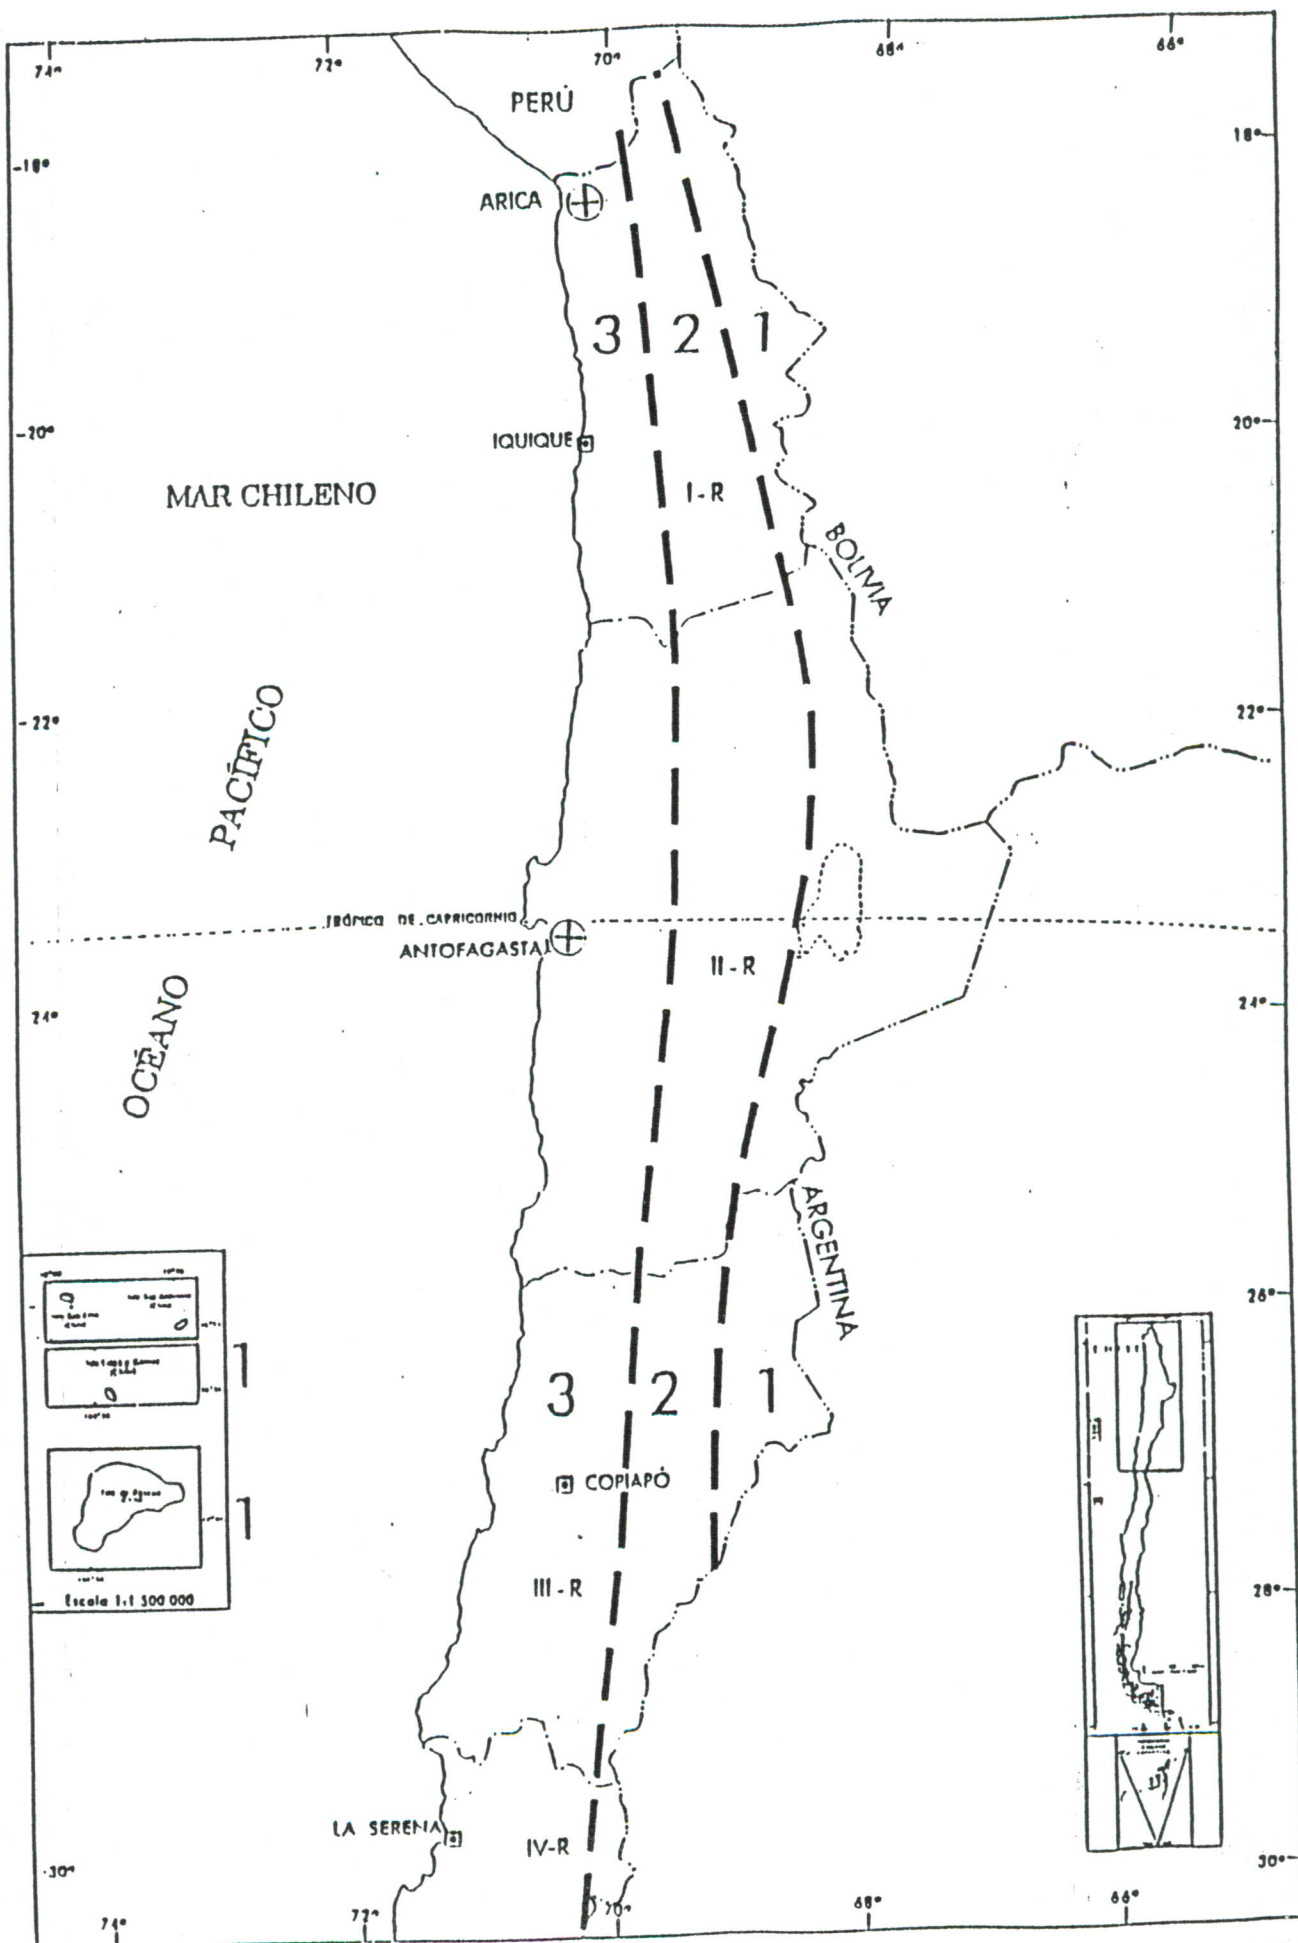 74°
72°
70°
68°
66°
PERÚ
-18°
18°
ARICA
3
2
1
-20°
20°
IQUIQUE
MAR CHILENO
I-R
BOLIVIA
-22°
22°
PACÍFICO
TRÓPICO DE CAPRICORNIO
ANTOFAGASTA
II-R
OCÉANO
24°
24°
ARGENTINA
26°
3
2
1
1
COPIAPÓ
1
III-R
Escala 1:1 500 000
28°
LA SERENA
IV-R
30°
30°
74°
72°
70°
68°
66°